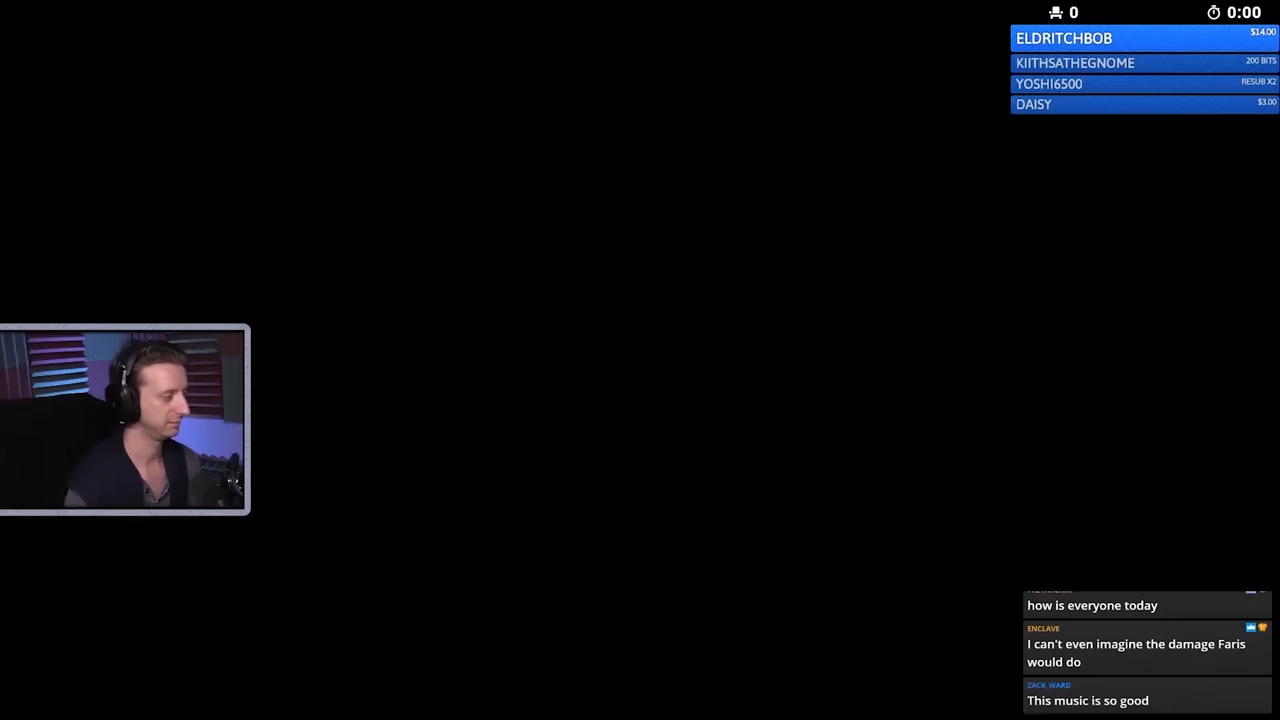 0
0:00
ELDRITCHBOB $14.00
KIITHSATHEGNOME 200 BITS
YOSHI6500 RESUB X2
DAISY $3.00
how is everyone today
ENCLAVE
I can't even imagine the damage Faris
would do
ZACK WARD
This music is so good